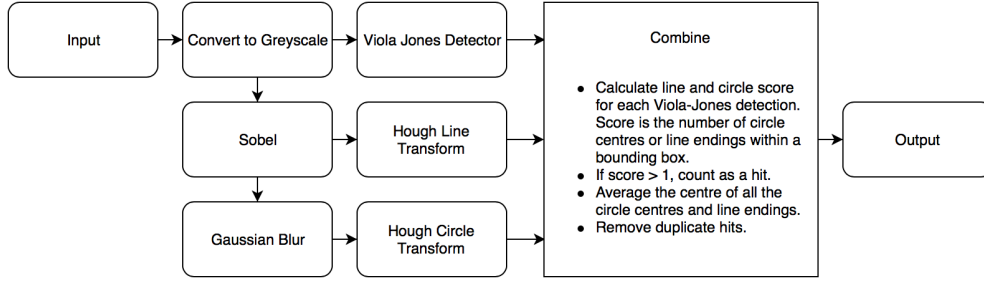 Input
Convert to Greyscale
Viola Jones Detector
Sobel
Hough Line
Transform
Gaussian Blur
Hough Circle
Transform
Combine
● Calculate line and circle score
for each Viola-Jones detection.
Score is the number of circle
centres or line endings within a
bounding box.
● If score > 1, count as a hit.
● Average the centre of all the
circle centres and line endings.
● Remove duplicate hits.
Output